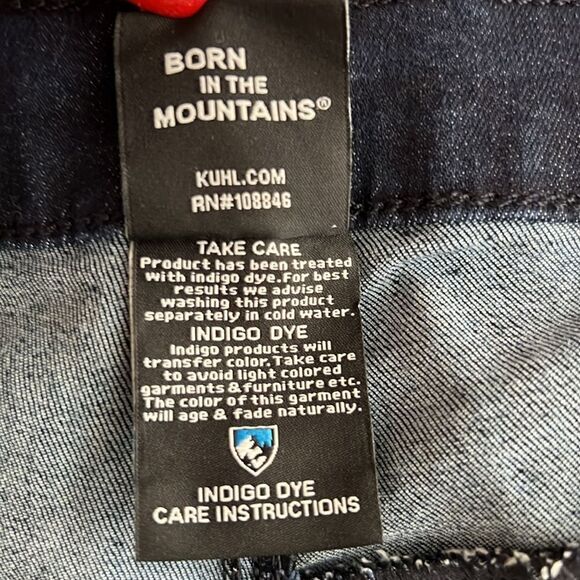 BORN
IN THE
MOUNTAINS®
KUHL.COM
RN#108846
TAKE CARE
Product has been treated
with indigo dye.For best
results we advise
washing this product
separately in cold water.
INDIGO DYE
Indigo products will
transfer color.Take care
to avoid light colored
garments & furniture etc.
The color of this garment
will age & fade naturally.
INDIGO DYE
CARE INSTRUCTIONS